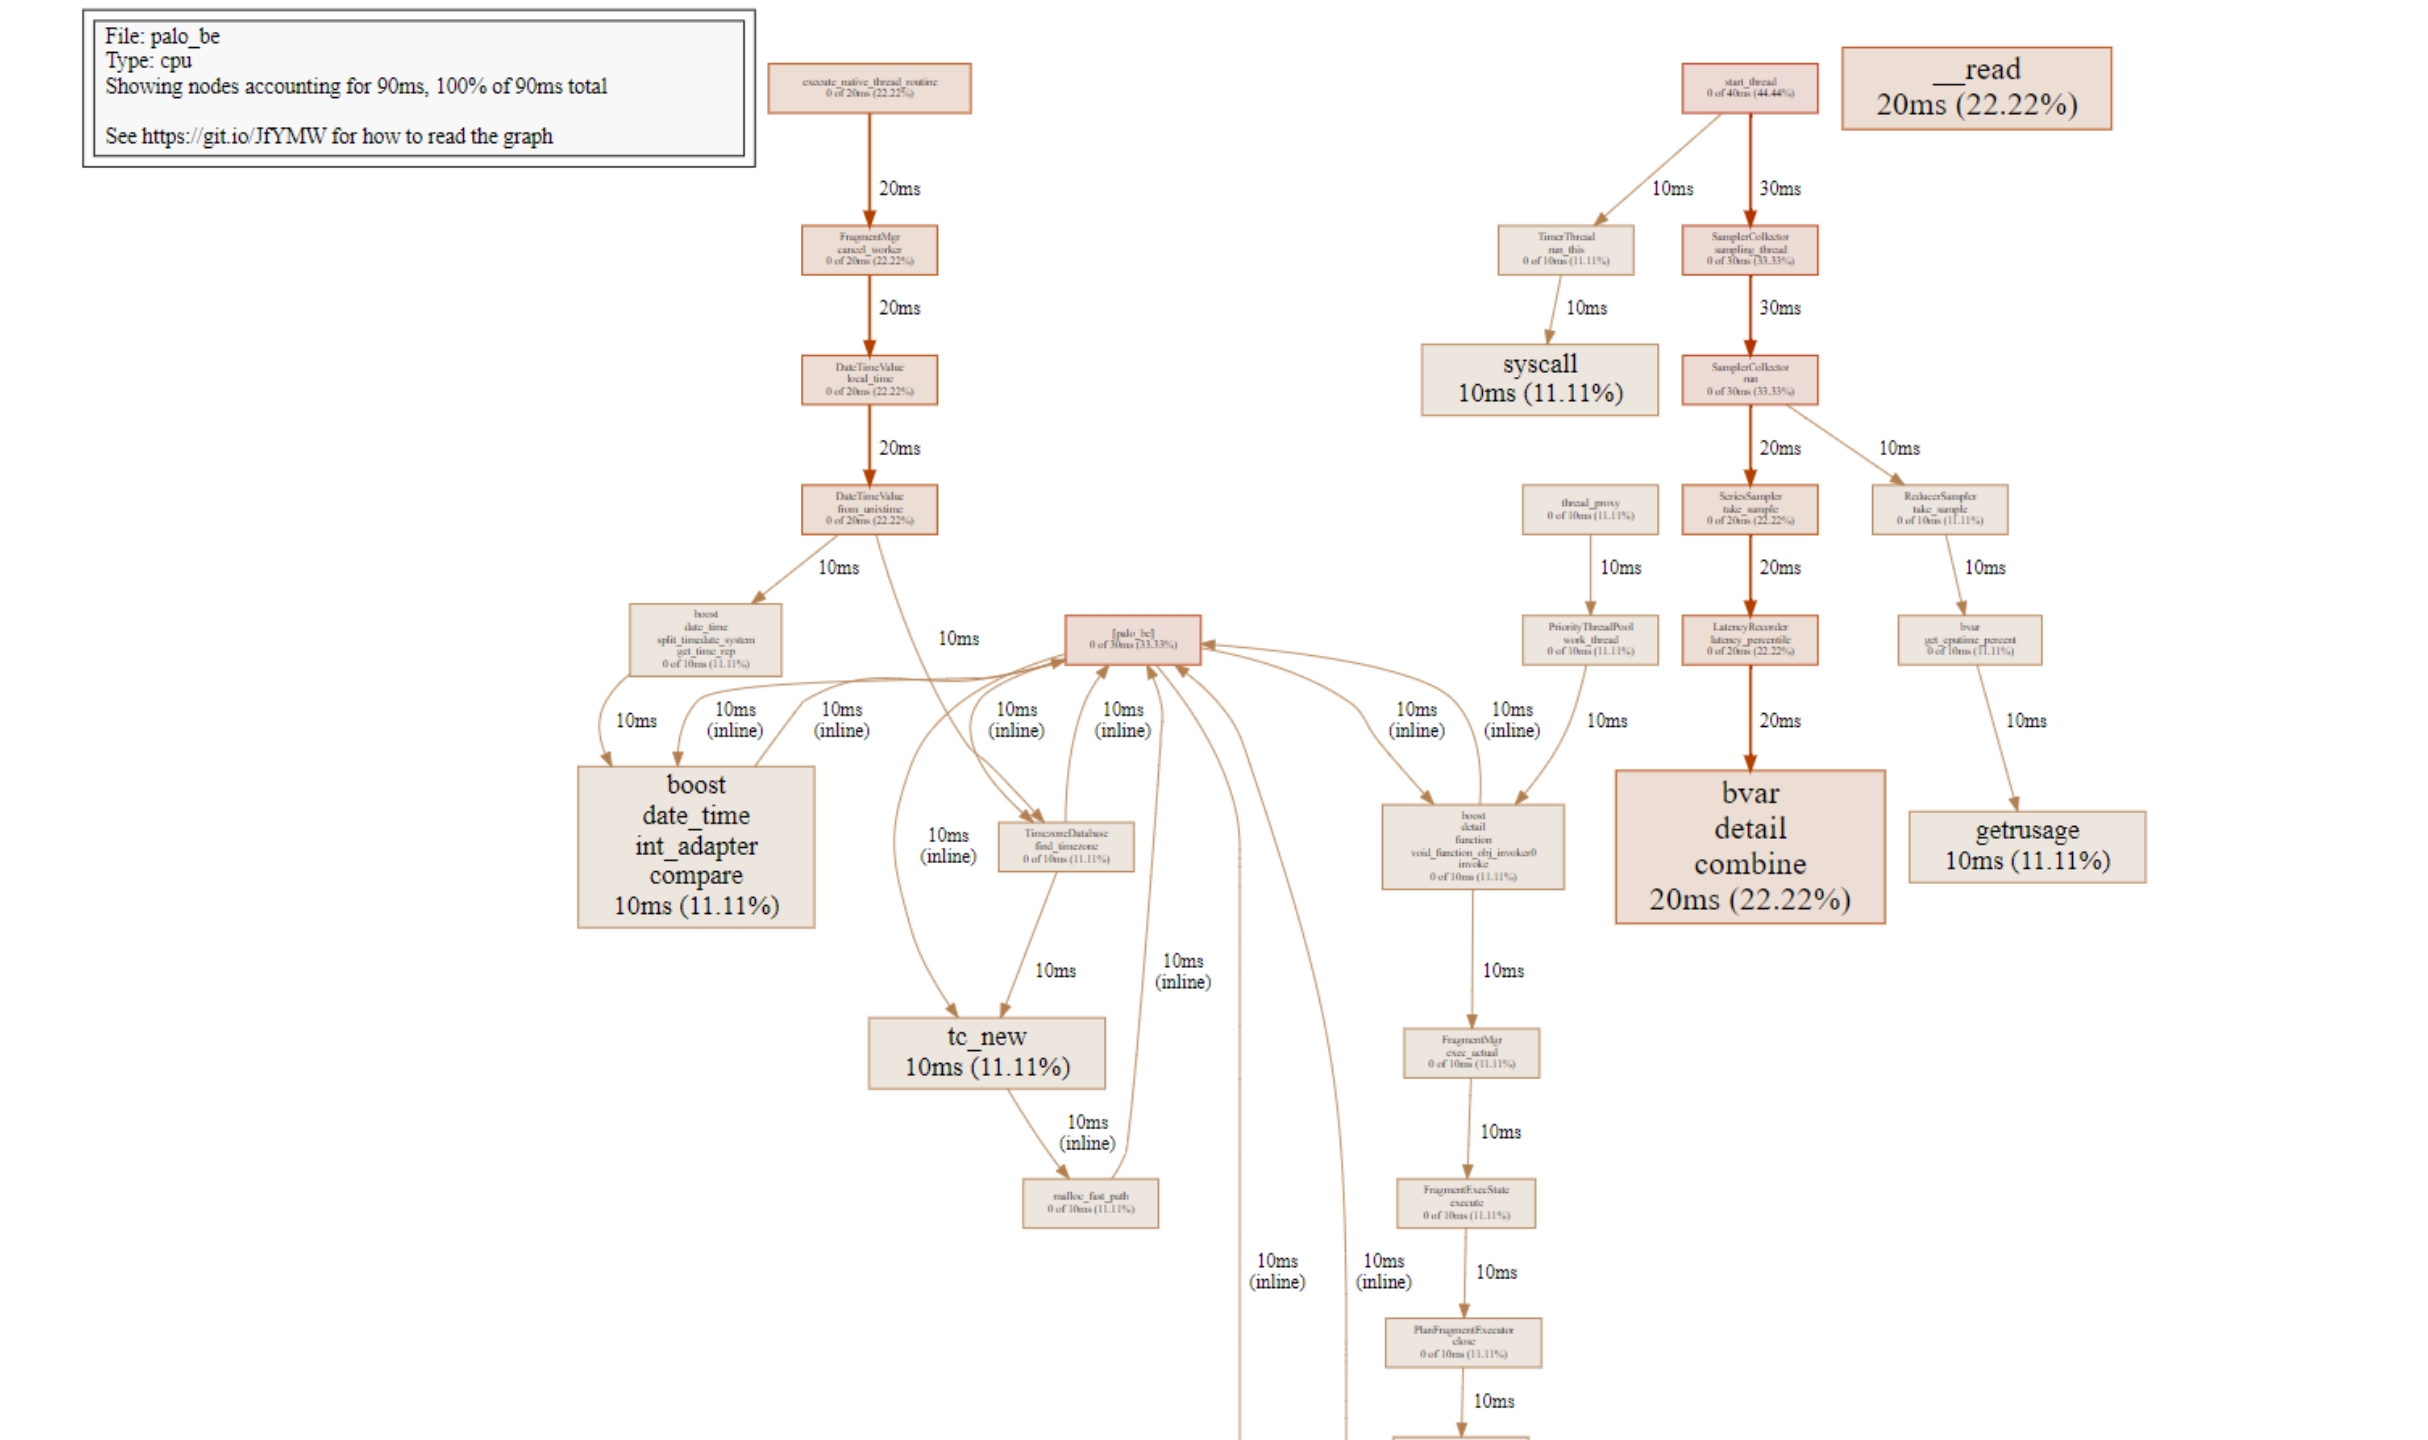 File: palo_be
Type: cpu
Showing nodes accounting for 90ms, 100% of 90ms total
See https://git.io/JfYMW for how to read the graph
execute_native_thread_routine
0 of 20ms (22.22%)
start_thread
0 of 40ms (44.44%)
__read
20ms (22.22%)
20ms
10ms
30ms
FragmentMgr
cancel_worker
0 of 20ms (22.22%)
TimerThread
run_this
0 of 10ms (11.11%)
SamplerCollector
sampling_thread
0 of 30ms (33.33%)
20ms
10ms
30ms
DateTimeValue
local_time
0 of 20ms (22.22%)
syscall
10ms (11.11%)
SamplerCollector
run
0 of 30ms (33.33%)
20ms
20ms
10ms
DateTimeValue
from_unixtime
0 of 20ms (22.22%)
thread_proxy
0 of 10ms (11.11%)
SeriesSampler
take_sample
0 of 20ms (22.22%)
ReducerSampler
take_sample
0 of 10ms (11.11%)
10ms
10ms
10ms
20ms
10ms
boost
date_time
split_timedate_system
get_time_rep
0 of 10ms (11.11%)
[palo_be]
0 of 30ms (33.33%)
PriorityThreadPool
work_thread
0 of 10ms (11.11%)
LatencyRecorder
latency_percentile
0 of 20ms (22.22%)
bvar
get_cputime_percent
0 of 10ms (11.11%)
10ms
10ms
(inline)
10ms
(inline)
10ms
(inline)
10ms
(inline)
10ms
(inline)
10ms
(inline)
10ms
20ms
10ms
boost
date_time
int_adapter
compare
10ms (11.11%)
10ms
(inline)
TimezoneDatabase
find_timezone
0 of 10ms (11.11%)
boost
detail
function
void_function_obj_invoker0
invoke
0 of 10ms (11.11%)
bvar
detail
combine
20ms (22.22%)
getrusage
10ms (11.11%)
10ms
10ms
(inline)
10ms
tc_new
10ms (11.11%)
FragmentMgr
exec_actual
0 of 10ms (11.11%)
10ms
(inline)
10ms
malloc_fast_path
0 of 10ms (11.11%)
FragmentExecState
execute
0 of 10ms (11.11%)
10ms
(inline)
10ms
(inline)
10ms
PlanFragmentExecutor
close
0 of 10ms (11.11%)
10ms